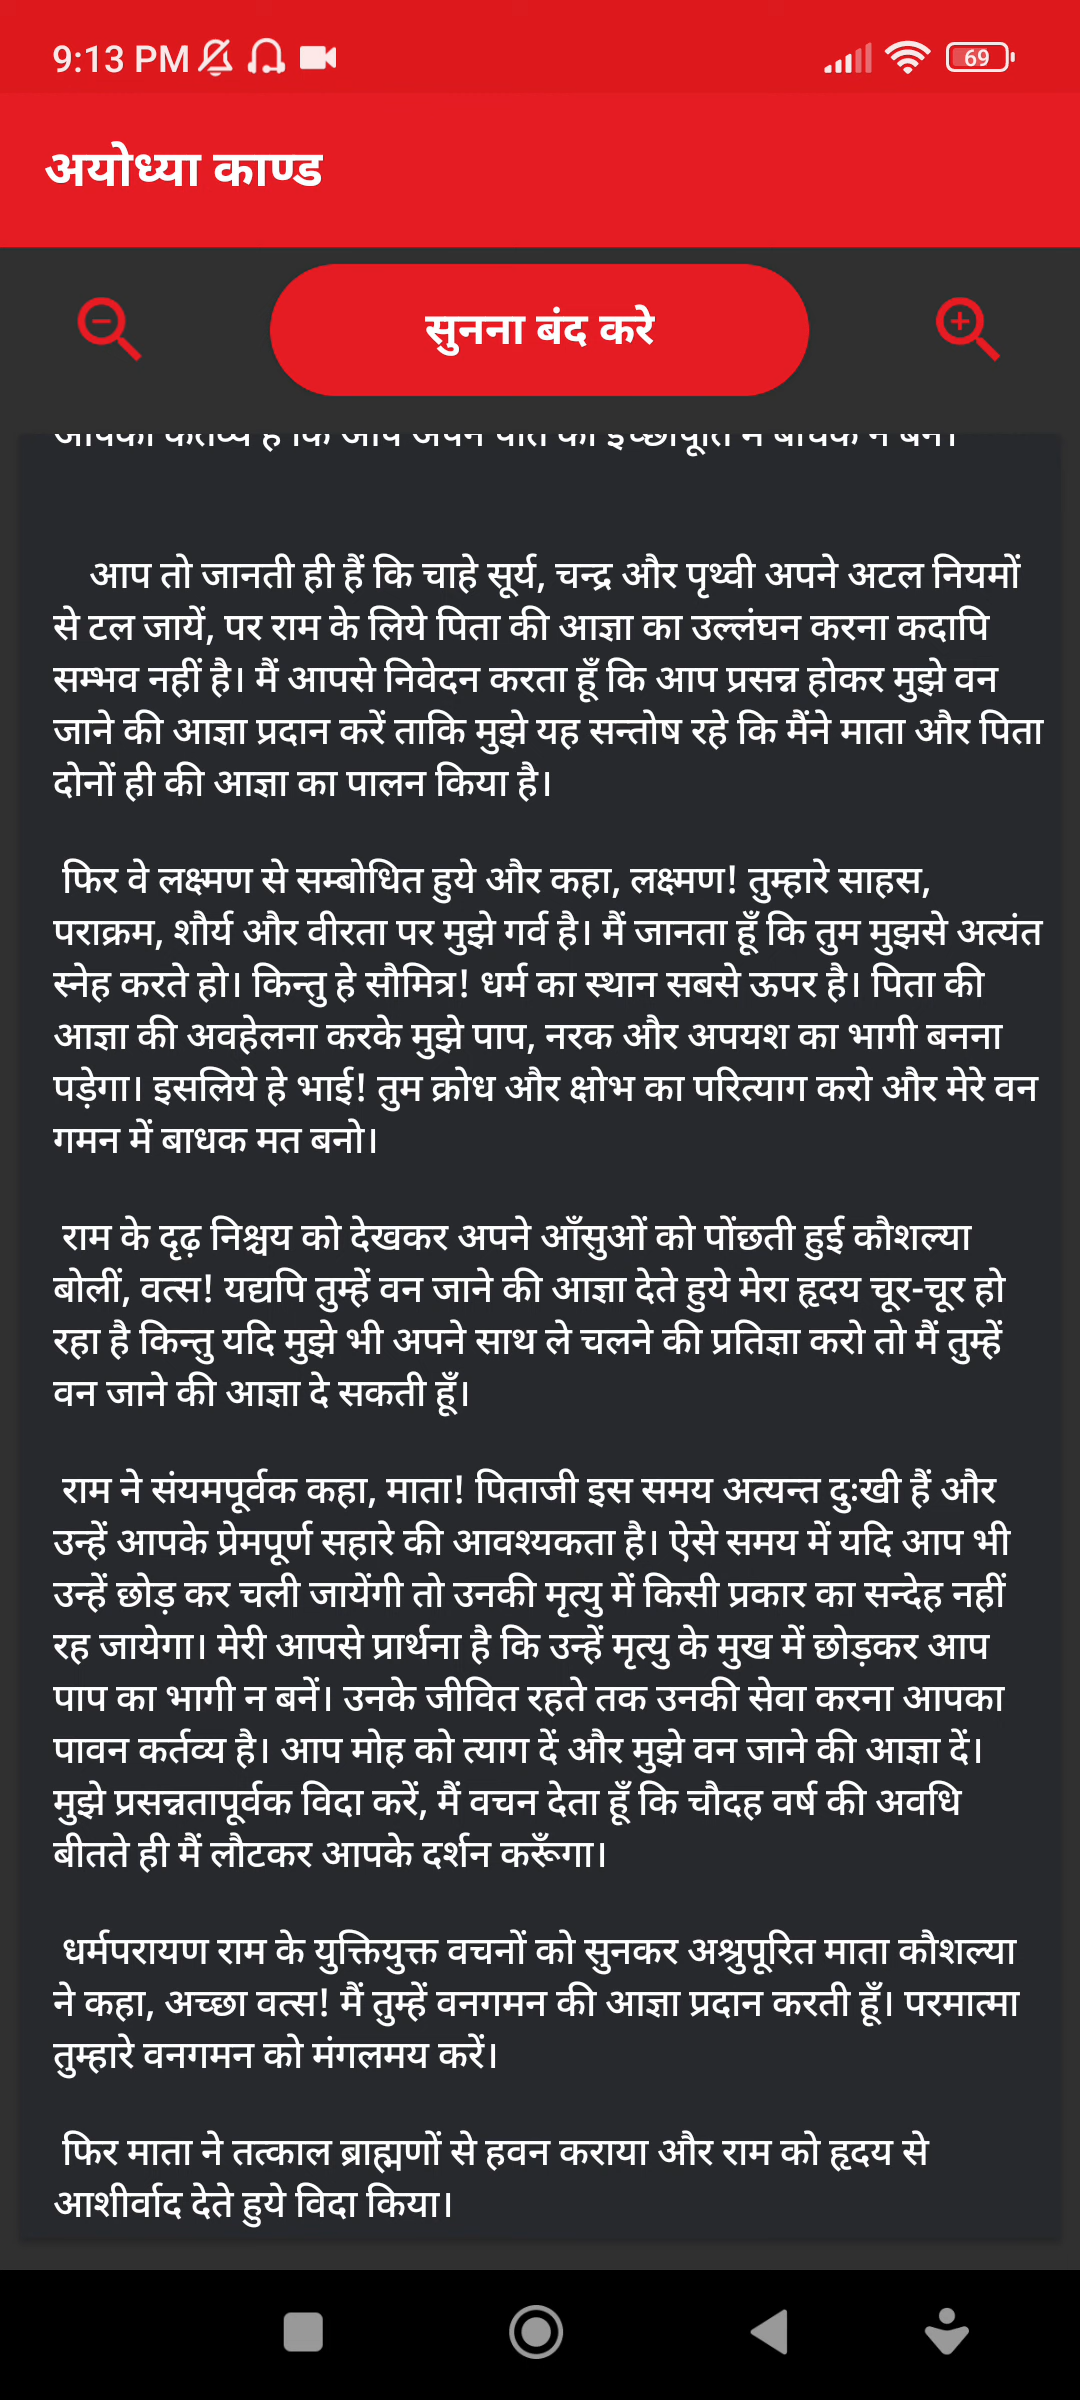 9:13 PM
69
अयोध्या काण्ड
सुनना बंद करे
आपका कर्तव्य है कि आप अपने पति की इच्छापूर्ति में बाधक न बनें।
आप तो जानती ही हैं कि चाहे सूर्य, चन्द्र और पृथ्वी अपने अटल नियमों
से टल जायें, पर राम के लिये पिता की आज्ञा का उल्लंघन करना कदापि
सम्भव नहीं है। मैं आपसे निवेदन करता हूँ कि आप प्रसन्न होकर मुझे वन
जाने की आज्ञा प्रदान करें ताकि मुझे यह सन्तोष रहे कि मैंने माता और पिता
दोनों ही की आज्ञा का पालन किया है।
फिर वे लक्ष्मण से सम्बोधित हुये और कहा, लक्ष्मण! तुम्हारे साहस,
पराक्रम, शौर्य और वीरता पर मुझे गर्व है। मैं जानता हूँ कि तुम मुझसे अत्यंत
स्नेह करते हो। किन्तु हे सौमित्र! धर्म का स्थान सबसे ऊपर है। पिता की
आज्ञा की अवहेलना करके मुझे पाप, नरक और अपयश का भागी बनना
पड़ेगा। इसलिये हे भाई! तुम क्रोध और क्षोभ का परित्याग करो और मेरे वन
गमन में बाधक मत बनो।
राम के दृढ़ निश्चय को देखकर अपने आँसुओं को पोंछती हुई कौशल्या
बोलीं, वत्स! यद्यपि तुम्हें वन जाने की आज्ञा देते हुये मेरा हृदय चूर-चूर हो
रहा है किन्तु यदि मुझे भी अपने साथ ले चलने की प्रतिज्ञा करो तो मैं तुम्हें
वन जाने की आज्ञा दे सकती हूँ।
राम ने संयमपूर्वक कहा, माता! पिताजी इस समय अत्यन्त दुःखी हैं और
उन्हें आपके प्रेमपूर्ण सहारे की आवश्यकता है। ऐसे समय में यदि आप भी
उन्हें छोड़ कर चली जायेंगी तो उनकी मृत्यु में किसी प्रकार का सन्देह नहीं
रह जायेगा। मेरी आपसे प्रार्थना है कि उन्हें मृत्यु के मुख में छोड़कर आप
पाप का भागी न बनें। उनके जीवित रहते तक उनकी सेवा करना आपका
पावन कर्तव्य है। आप मोह को त्याग दें और मुझे वन जाने की आज्ञा दें।
मुझे प्रसन्नतापूर्वक विदा करें, मैं वचन देता हूँ कि चौदह वर्ष की अवधि
बीतते ही मैं लौटकर आपके दर्शन करूँगा।
धर्मपरायण राम के युक्तियुक्त वचनों को सुनकर अश्रुपूरित माता कौशल्या
ने कहा, अच्छा वत्स! मैं तुम्हें वनगमन की आज्ञा प्रदान करती हूँ। परमात्मा
तुम्हारे वनगमन को मंगलमय करें।
फिर माता ने तत्काल ब्राह्मणों से हवन कराया और राम को हृदय से
आशीर्वाद देते हुये विदा किया।